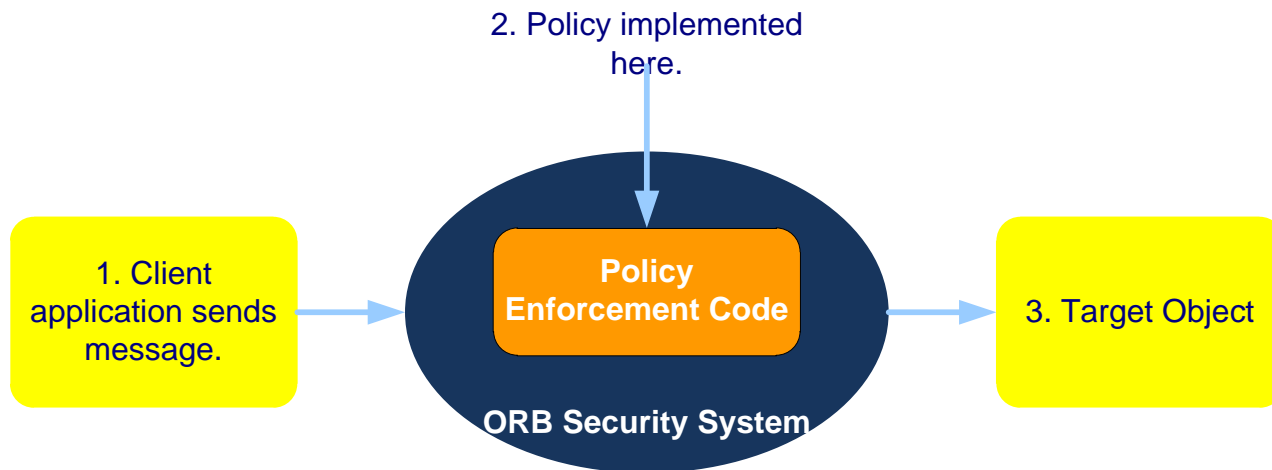 2. Policy implemented
here.
1. Client
application sends
message.
Policy
Enforcement Code
ORB Security System
3. Target Object